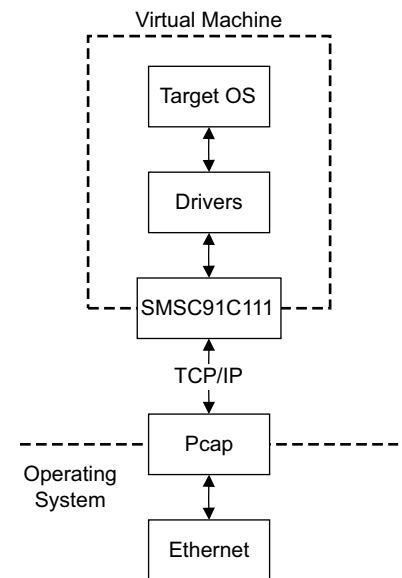 Virtual Machine
Target OS
Drivers
SMSC91C111
TCP/IP
Pcap
Operating
System
Ethernet